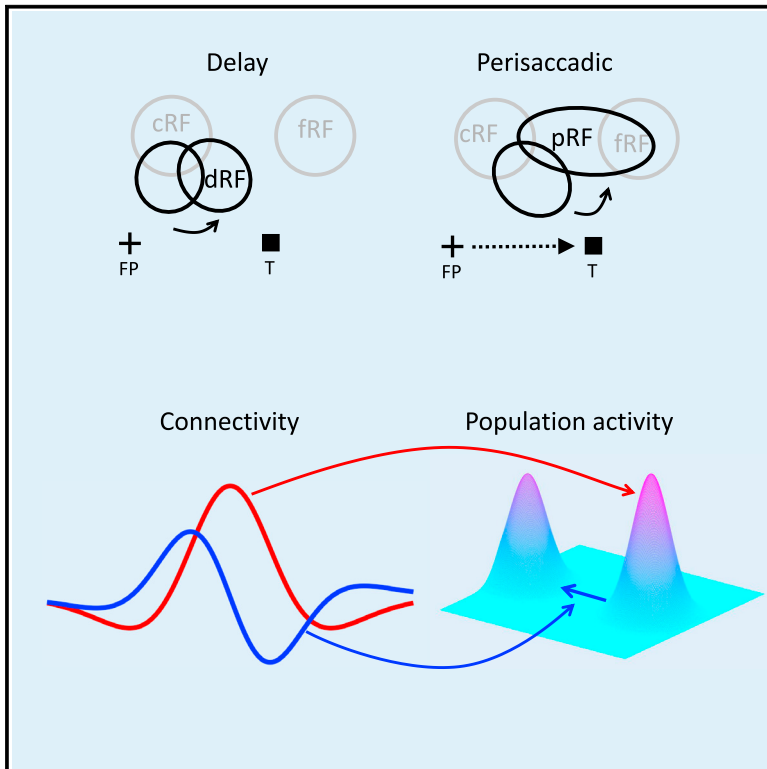 Delay
Perisaccadic
cRF
fRF
dRF
cRF
pRF
fRF
FP
T
FP
T
Connectivity
Population activity